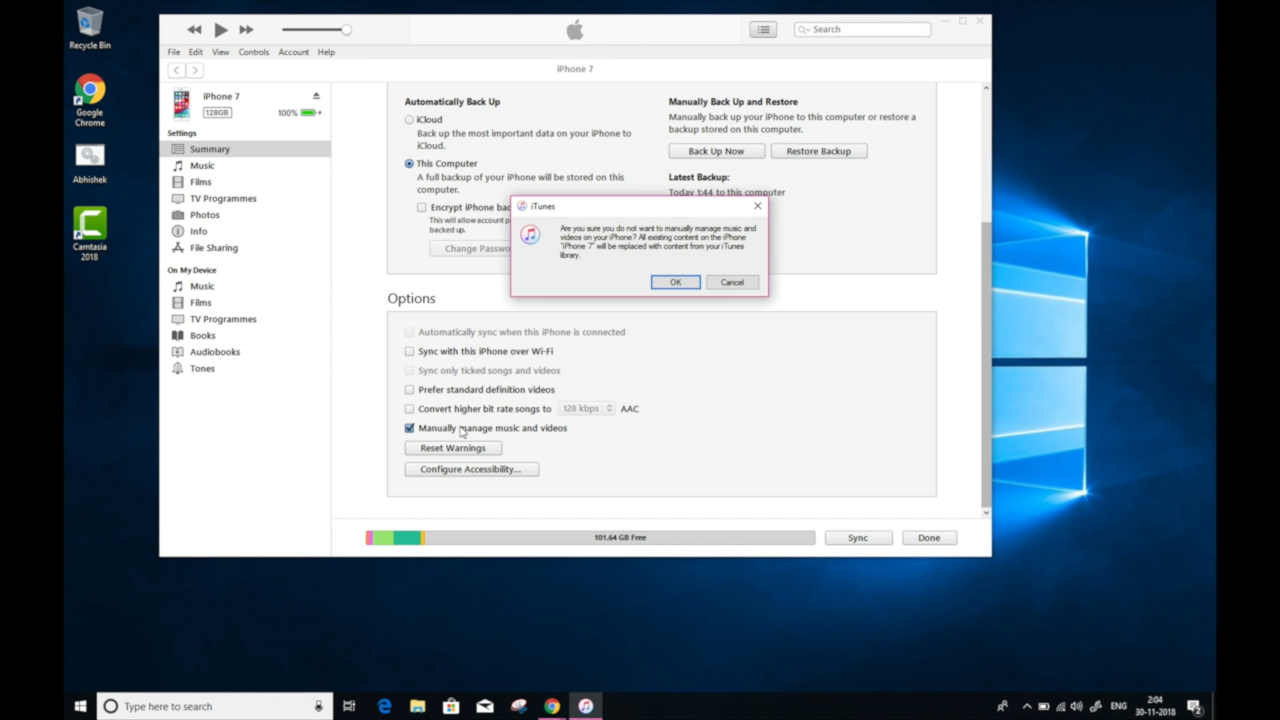 Recycle Bin
Google
Chrome
Abhishek
Camtasia
2018
Search
File Edit View Controls Account Help
iPhone 7
iPhone 7
128GB
100%
Settings
Summary
Music
Films
TV Programmes
Photos
Info
File Sharing
On My Device
Music
Films
TV Programmes
Books
Audiobooks
Tones
Automatically Back Up
iCloud
Back up the most important data on your iPhone to
iCloud.
This Computer
A full backup of your iPhone will be stored on this
computer.
Encrypt iPhone bac
This will allow account p
backed up.
Change Passwo
Manually Back Up and Restore
Manually back up your iPhone to this computer or restore a
backup stored on this computer.
Back Up Now
Restore Backup
Latest Backup:
Today 1:44 to this computer
iTunes
Are you sure you do not want to manually manage music and
videos on your iPhone? All existing content on the iPhone
"iPhone 7" will be replaced with content from your iTunes
library.
OK
Cancel
Options
Automatically sync when this iPhone is connected
Sync with this iPhone over Wi-Fi
Sync only ticked songs and videos
Prefer standard definition videos
Convert higher bit rate songs to 128 kbps AAC
Manually manage music and videos
Reset Warnings
Configure Accessibility...
101.64 GB Free
Sync
Done
Type here to search
ENG
2:04
30-11-2018
2